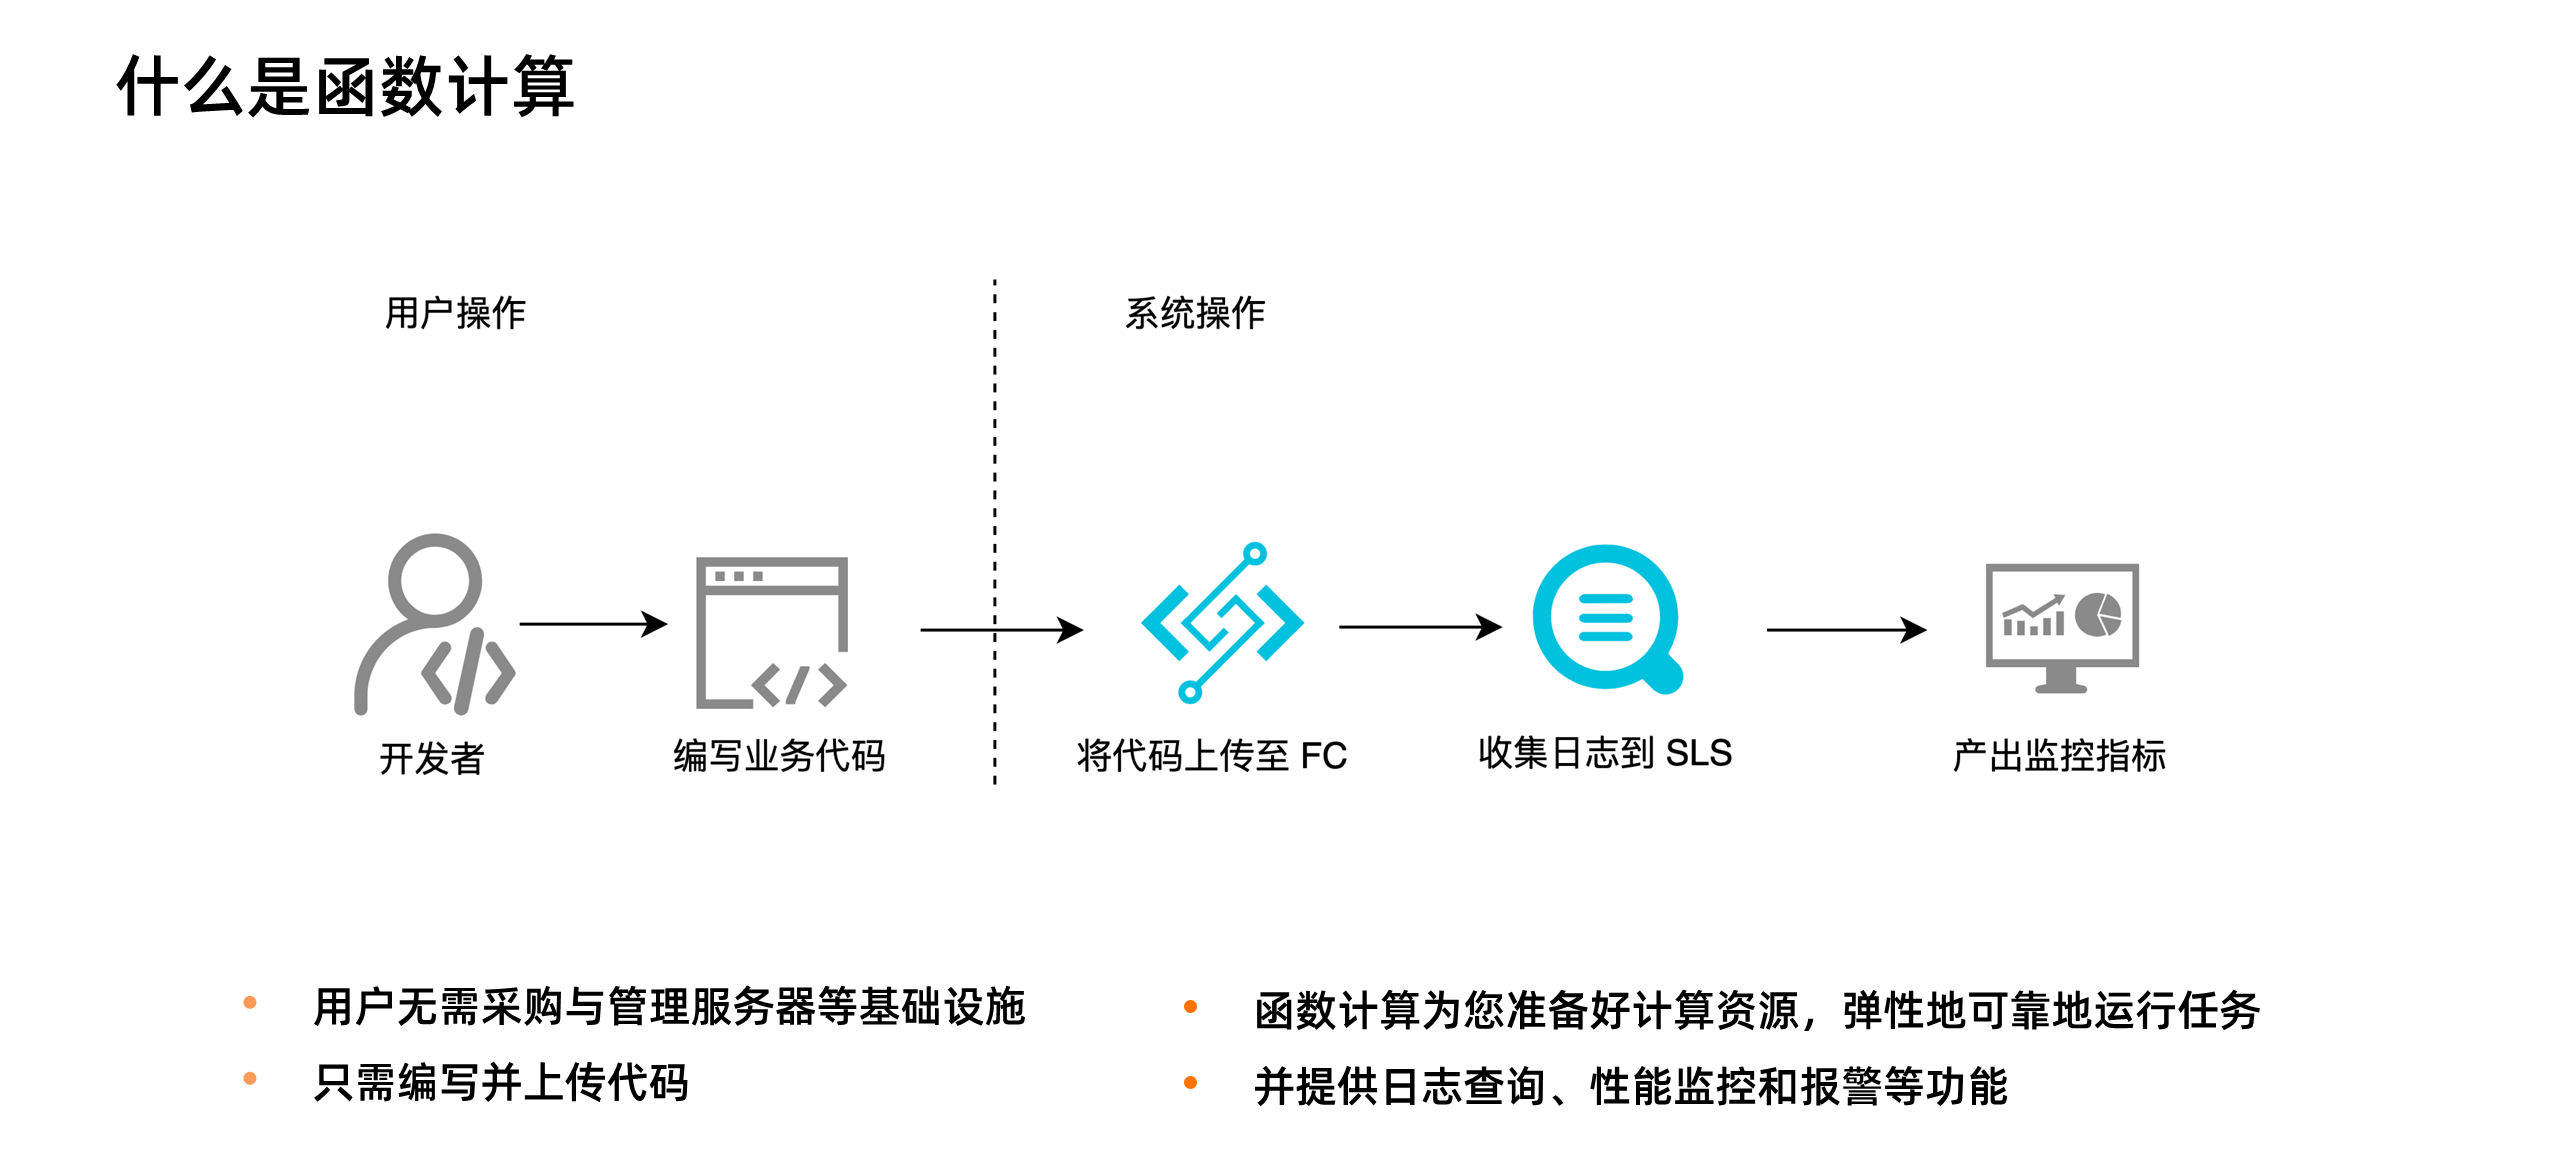 什么是函数计算
用户操作
系统操作
开发者
编写业务代码
将代码上传至 FC
收集日志到 SLS
产出监控指标
用户无需采购与管理服务器等基础设施
只需编写并上传代码
函数计算为您准备好计算资源，弹性地可靠地运行任务
并提供日志查询、性能监控和报警等功能